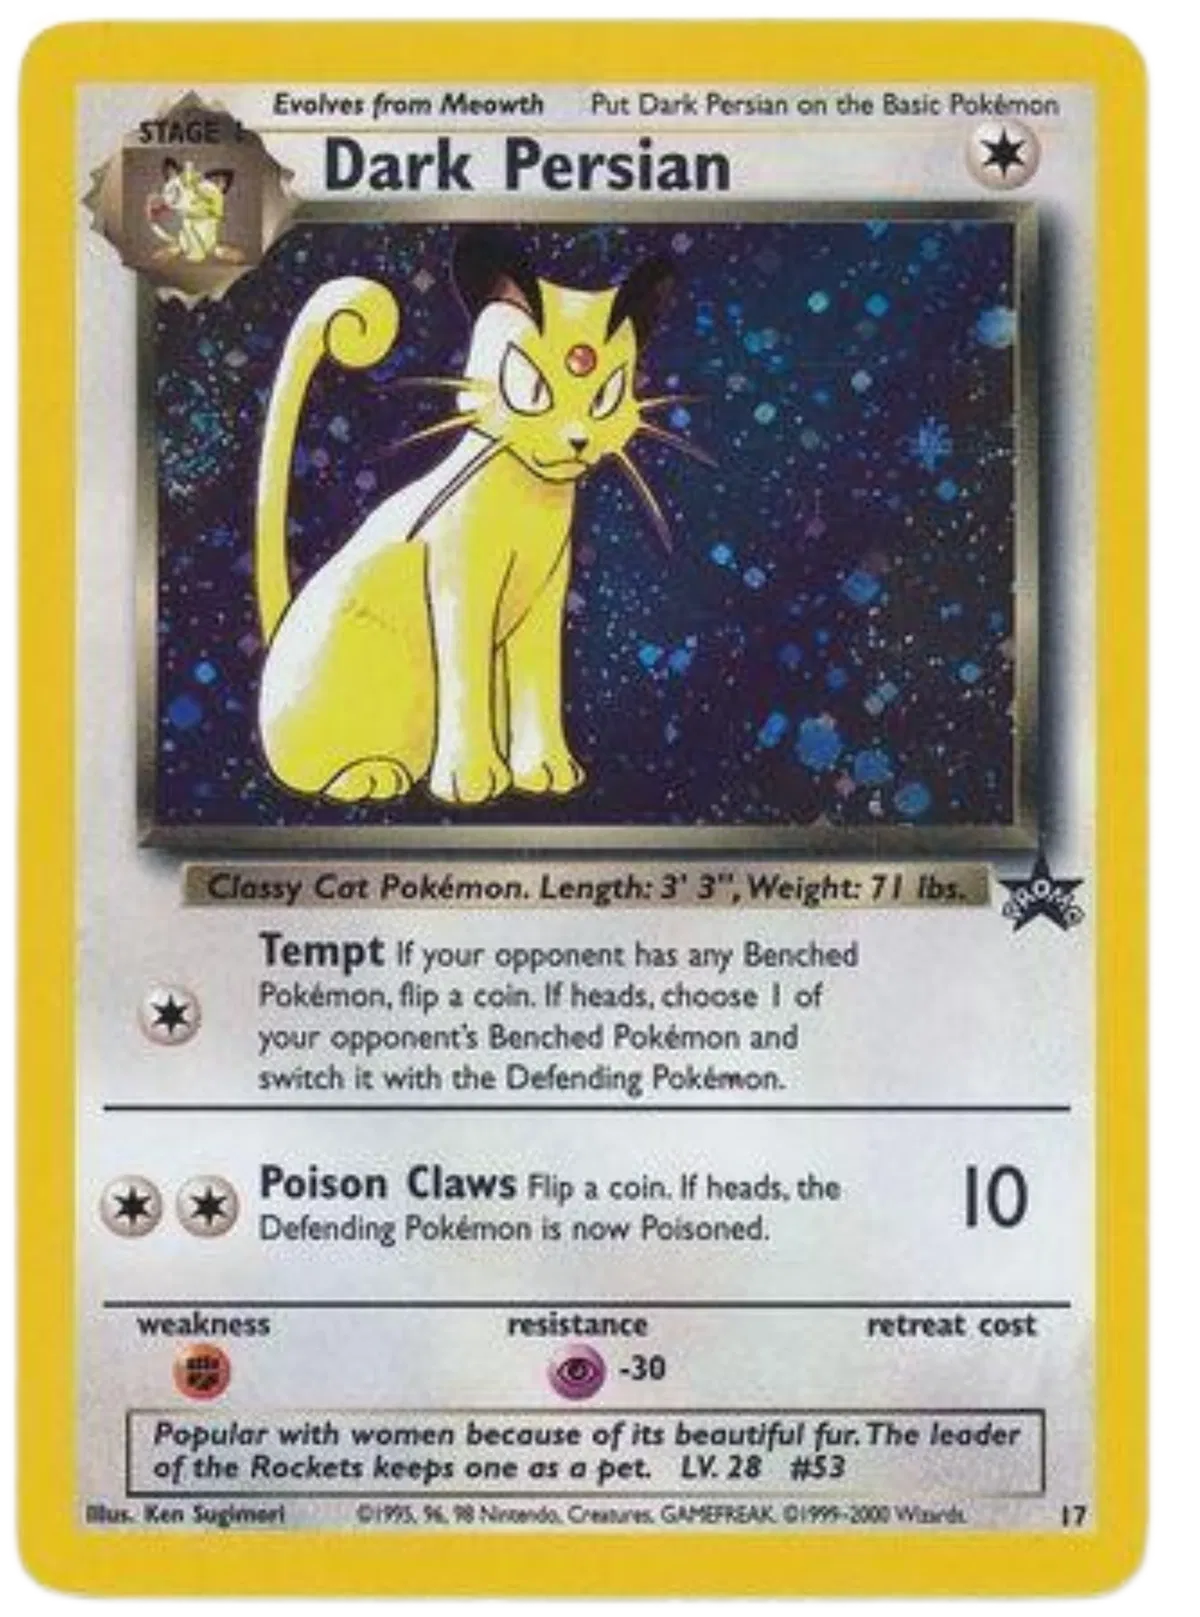 Evolves from Meowth Put Dark Persian on the Basic Pokémon
STAGE 1
Dark Persian
Classy Cat Pokémon. Length: 3' 3", Weight: 71 lbs.
PROMO
Tempt If your opponent has any Benched
Pokémon, flip a coin. If heads, choose 1 of
your opponent's Benched Pokémon and
switch it with the Defending Pokémon.
Poison Claws Flip a coin. If heads, the
Defending Pokémon is now Poisoned.
10
weakness resistance retreat cost
-30
Popular with women because of its beautiful fur. The leader
of the Rockets keeps one as a pet. LV. 28 #53
Illus. Ken Sugimori ©1995, 96, 98 Nintendo, Creatures, GAMEFREAK. ©1999-2000 Wizards. 17